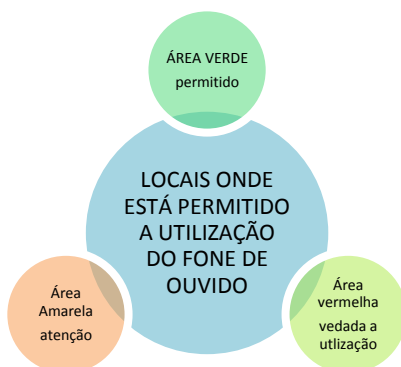 ÁREA VERDE
permitido
LOCAIS ONDE
ESTÁ PERMITIDO
A UTILIZAÇÃO
DO FONE DE
OUVIDO
Área
Amarela
atenção
Área
vermelha
vedada a
utlização